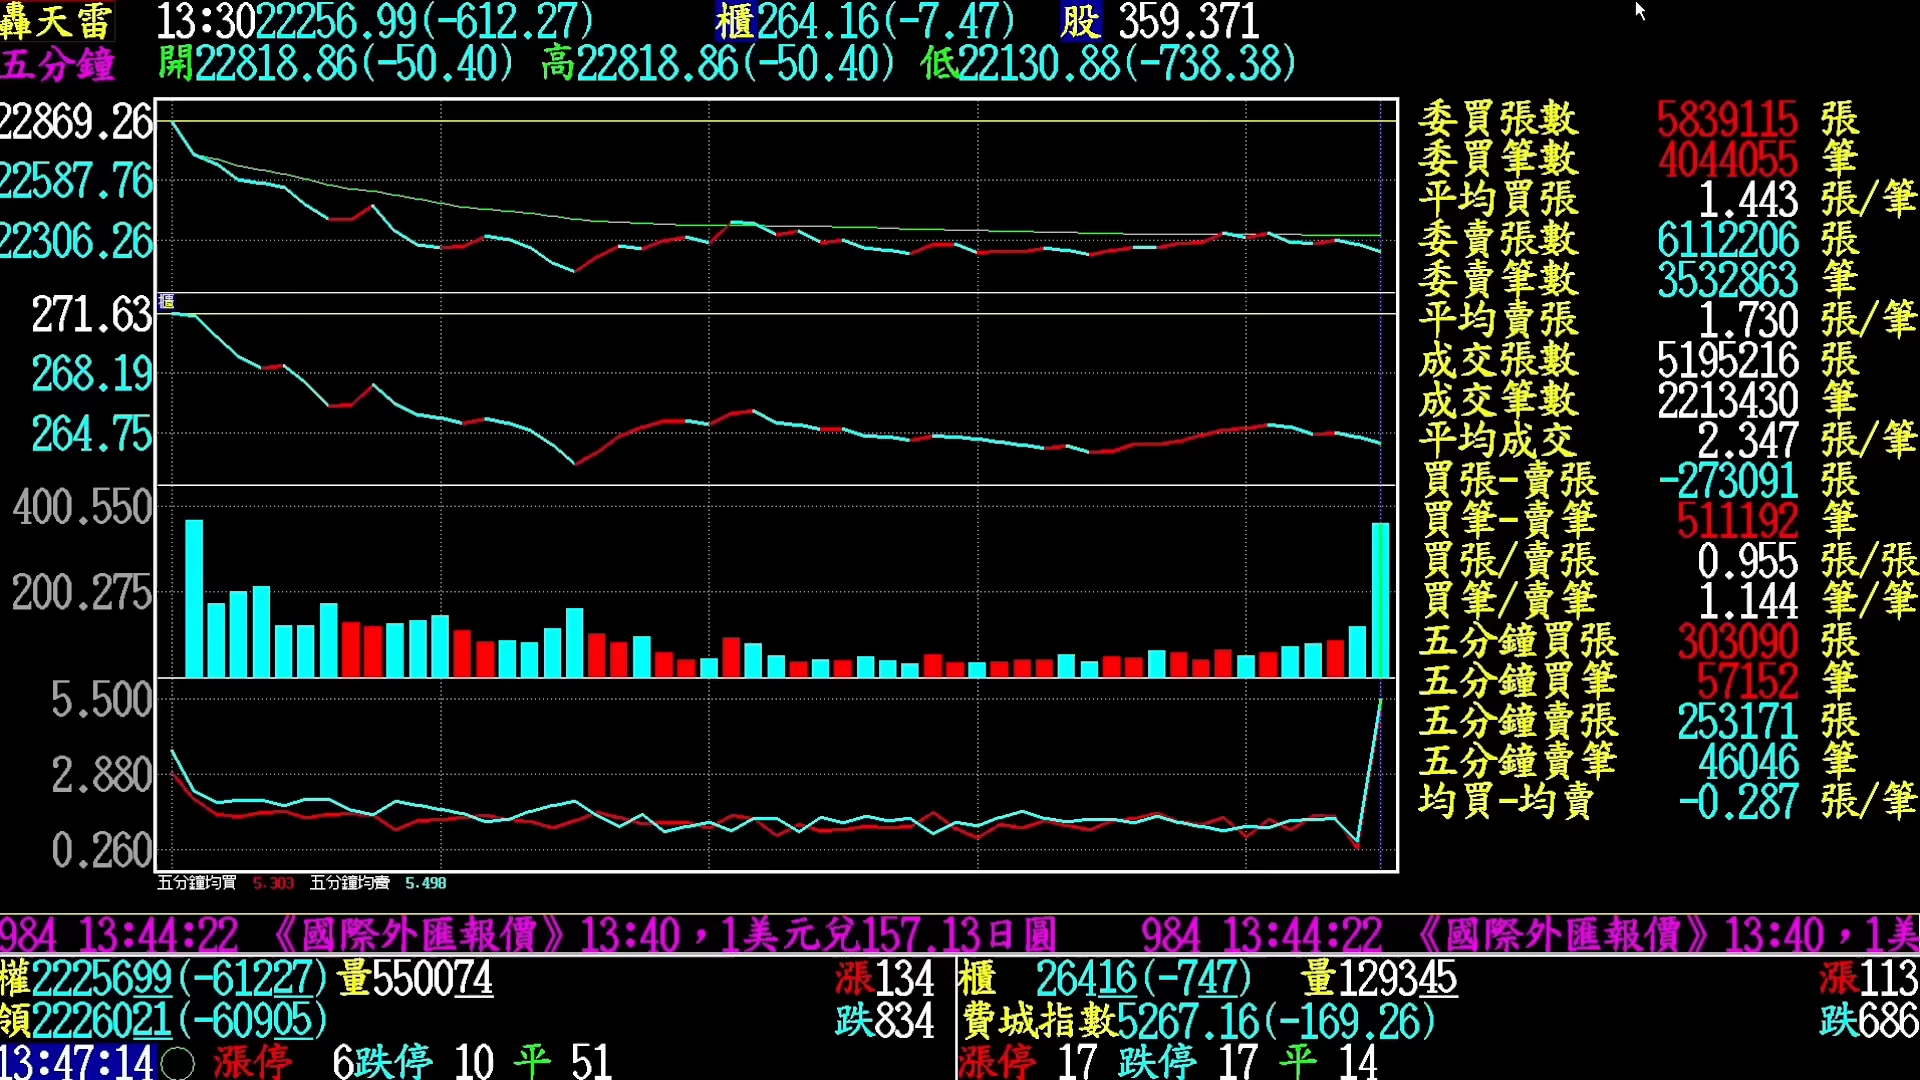 轟天雷 13:30 22256.99(-612.27) 櫃264.16(-7.47) 股 359.371
五分鐘 開22818.86(-50.40) 高22818.86(-50.40) 低22130.88(-738.38)
22869.26
22587.76
22306.26
櫃
271.63
268.19
264.75
400.550
200.275
5.500
2.880
0.260
五分鐘均買 5.303 五分鐘均賣 5.498
委買張數 5839115 張
委買筆數 4044055 筆
平均買張 1.443 張/筆
委賣張數 6112206 張
委賣筆數 3532863 筆
平均賣張 1.730 張/筆
成交張數 5195216 張
成交筆數 2213430 筆
平均成交 2.347 張/筆
買張-賣張 -273091 張
買筆-賣筆 511192 筆
買張/賣張 0.955 張/張
買筆/賣筆 1.144 筆/筆
五分鐘買張 303090 張
五分鐘買筆 57152 筆
五分鐘賣張 253171 張
五分鐘賣筆 46046 筆
均買-均賣 -0.287 張/筆
984 13:44:22 《國際外匯報價》13:40，1美元兌157.13日圓 984 13:44:22 《國際外匯報價》13:40，1美
權2225699(-61227) 量550074 漲134 櫃 26416(-747) 量129345 漲113
領2226021(-60905) 跌834 費城指數5267.16(-169.26) 跌686
13:47:14 漲停 6跌停 10 平 51 漲停 17 跌停 17 平 14